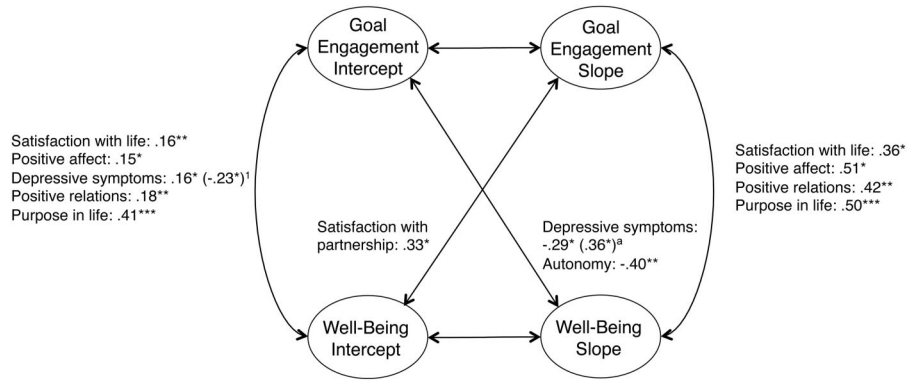 Goal
Engagement
Intercept
Goal
Engagement
Slope
Satisfaction with life: .16**
Positive affect: .15*
Depressive symptoms: .16* (-.23*)¹
Positive relations: .18**
Purpose in life: .41***
Satisfaction with
partnership: .33*
Depressive symptoms:
-.29* (.36*)ª
Autonomy: -.40**
Satisfaction with life: .36*
Positive affect: .51*
Positive relations: .42**
Purpose in life: .50***
Well-Being
Intercept
Well-Being
Slope